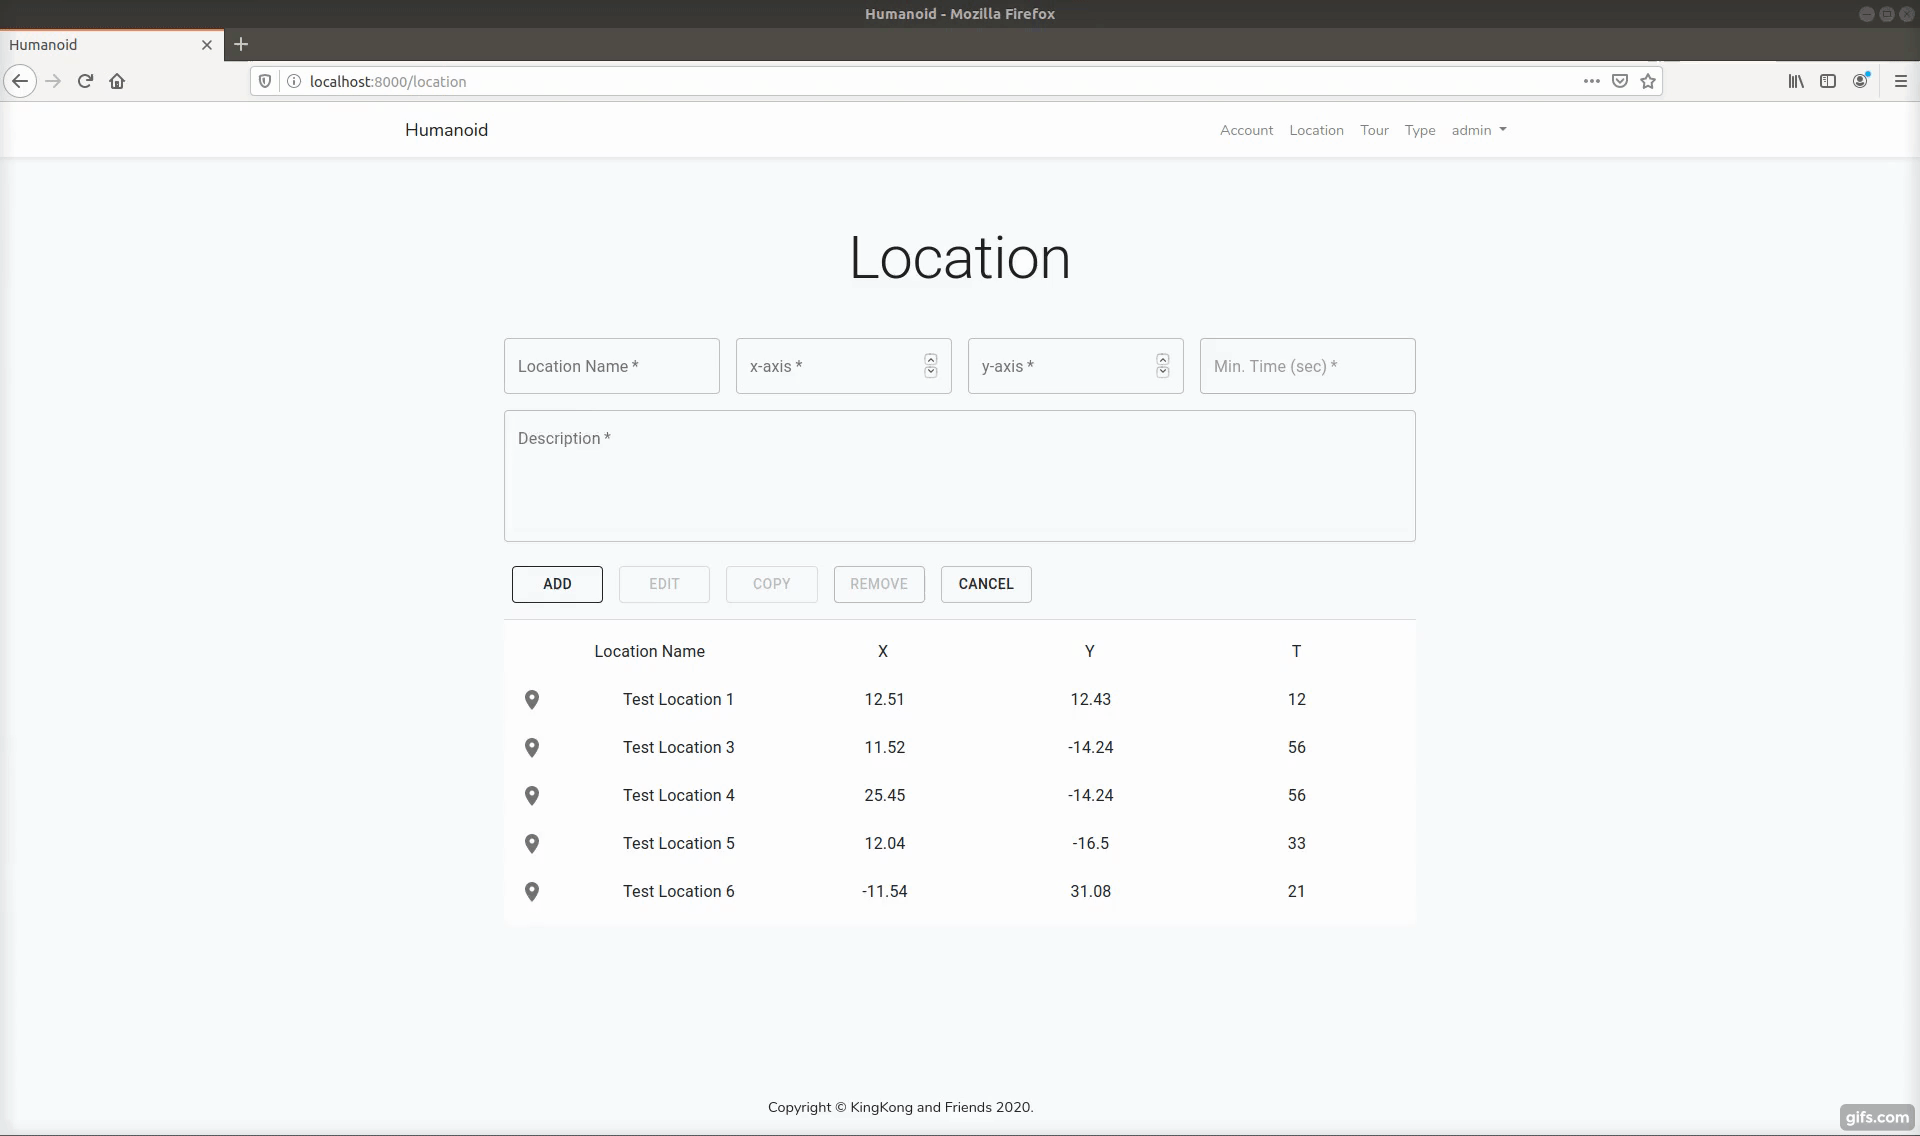 Humanoid - Mozilla Firefox
Humanoid
localhost:8000/location
Humanoid
Account Location Tour Type admin
Location
Location Name * x-axis * y-axis * Min. Time (sec) *
Description *
ADD EDIT COPY REMOVE CANCEL
Location Name X Y T
Test Location 1 12.51 12.43 12
Test Location 3 11.52 -14.24 56
Test Location 4 25.45 -14.24 56
Test Location 5 12.04 -16.5 33
Test Location 6 -11.54 31.08 21
Copyright © KingKong and Friends 2020.
gifs.com